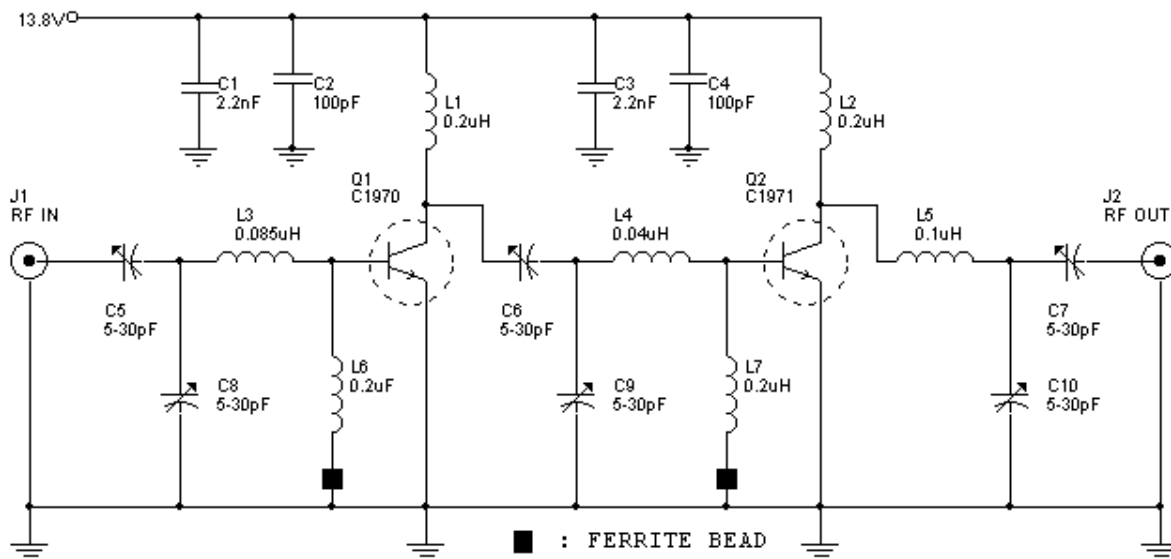 13.8V
C1
2.2nF
C2
100pF
L1
0.2uH
C3
2.2nF
C4
100pF
L2
0.2uH
J1
RF IN
L3
0.085uH
Q1
C1970
L4
0.04uH
Q2
C1971
L5
0.1uH
J2
RF OUT
C5
5-30pF
C6
5-30pF
C7
5-30pF
C8
5-30pF
L6
0.2uF
C9
5-30pF
L7
0.2uH
C10
5-30pF
: FERRITE BEAD